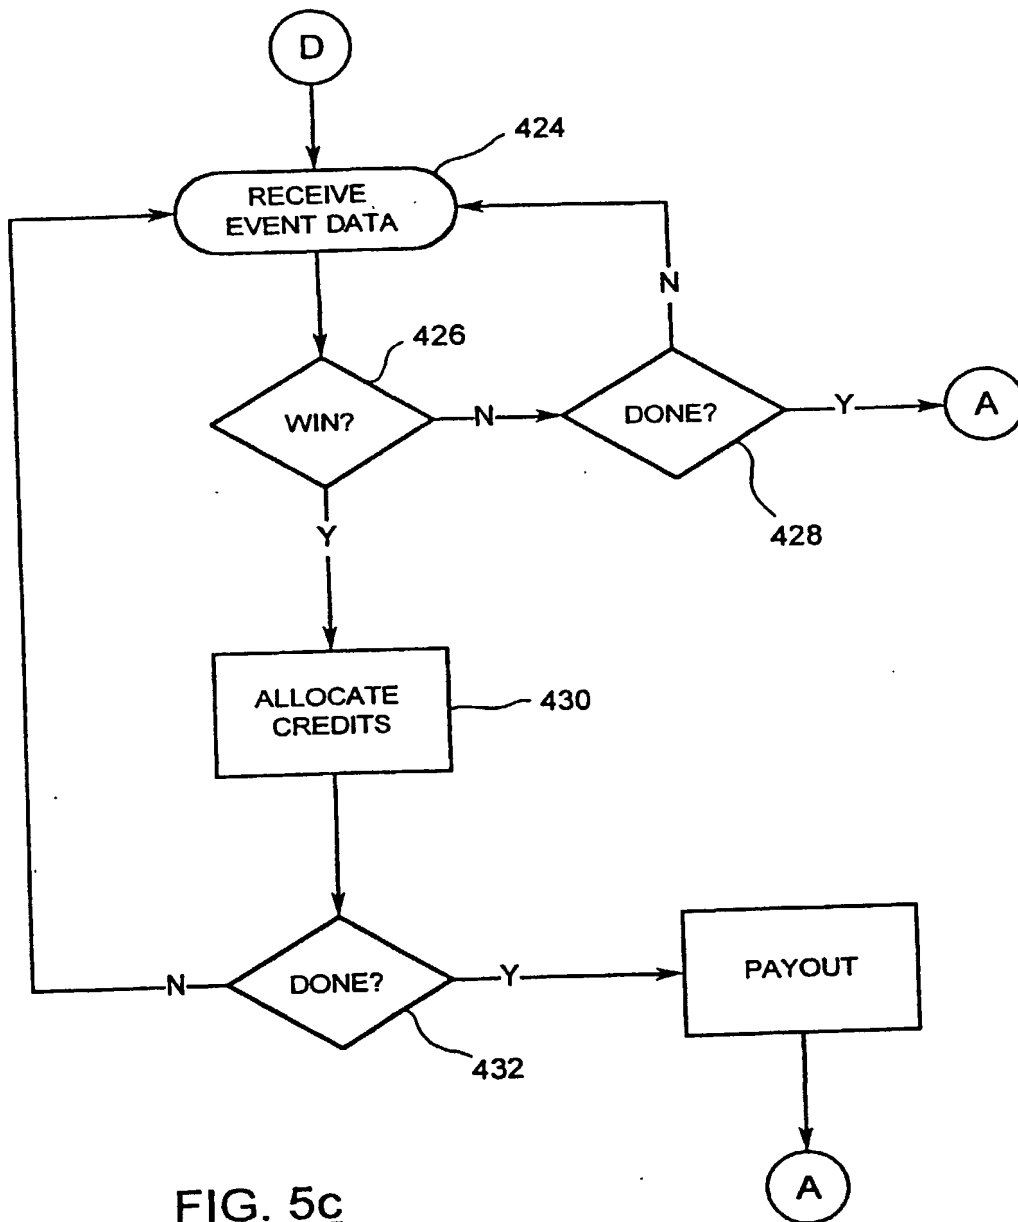 D
424
RECEIVE
EVENT DATA
N
426
WIN?
N
DONE?
Y
A
428
Y
ALLOCATE
CREDITS
430
N
DONE?
Y
PAYOUT
432
A
FIG. 5c